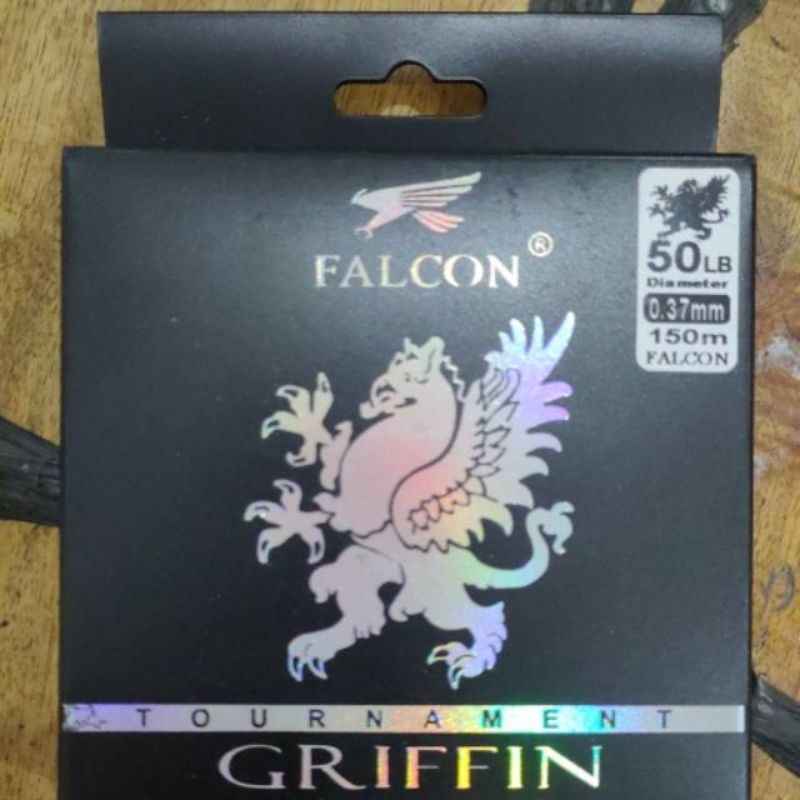 FALCON ®
50LB
Diameter
0.37mm
150m
FALCON
TOURNAMENT
GRIFFIN